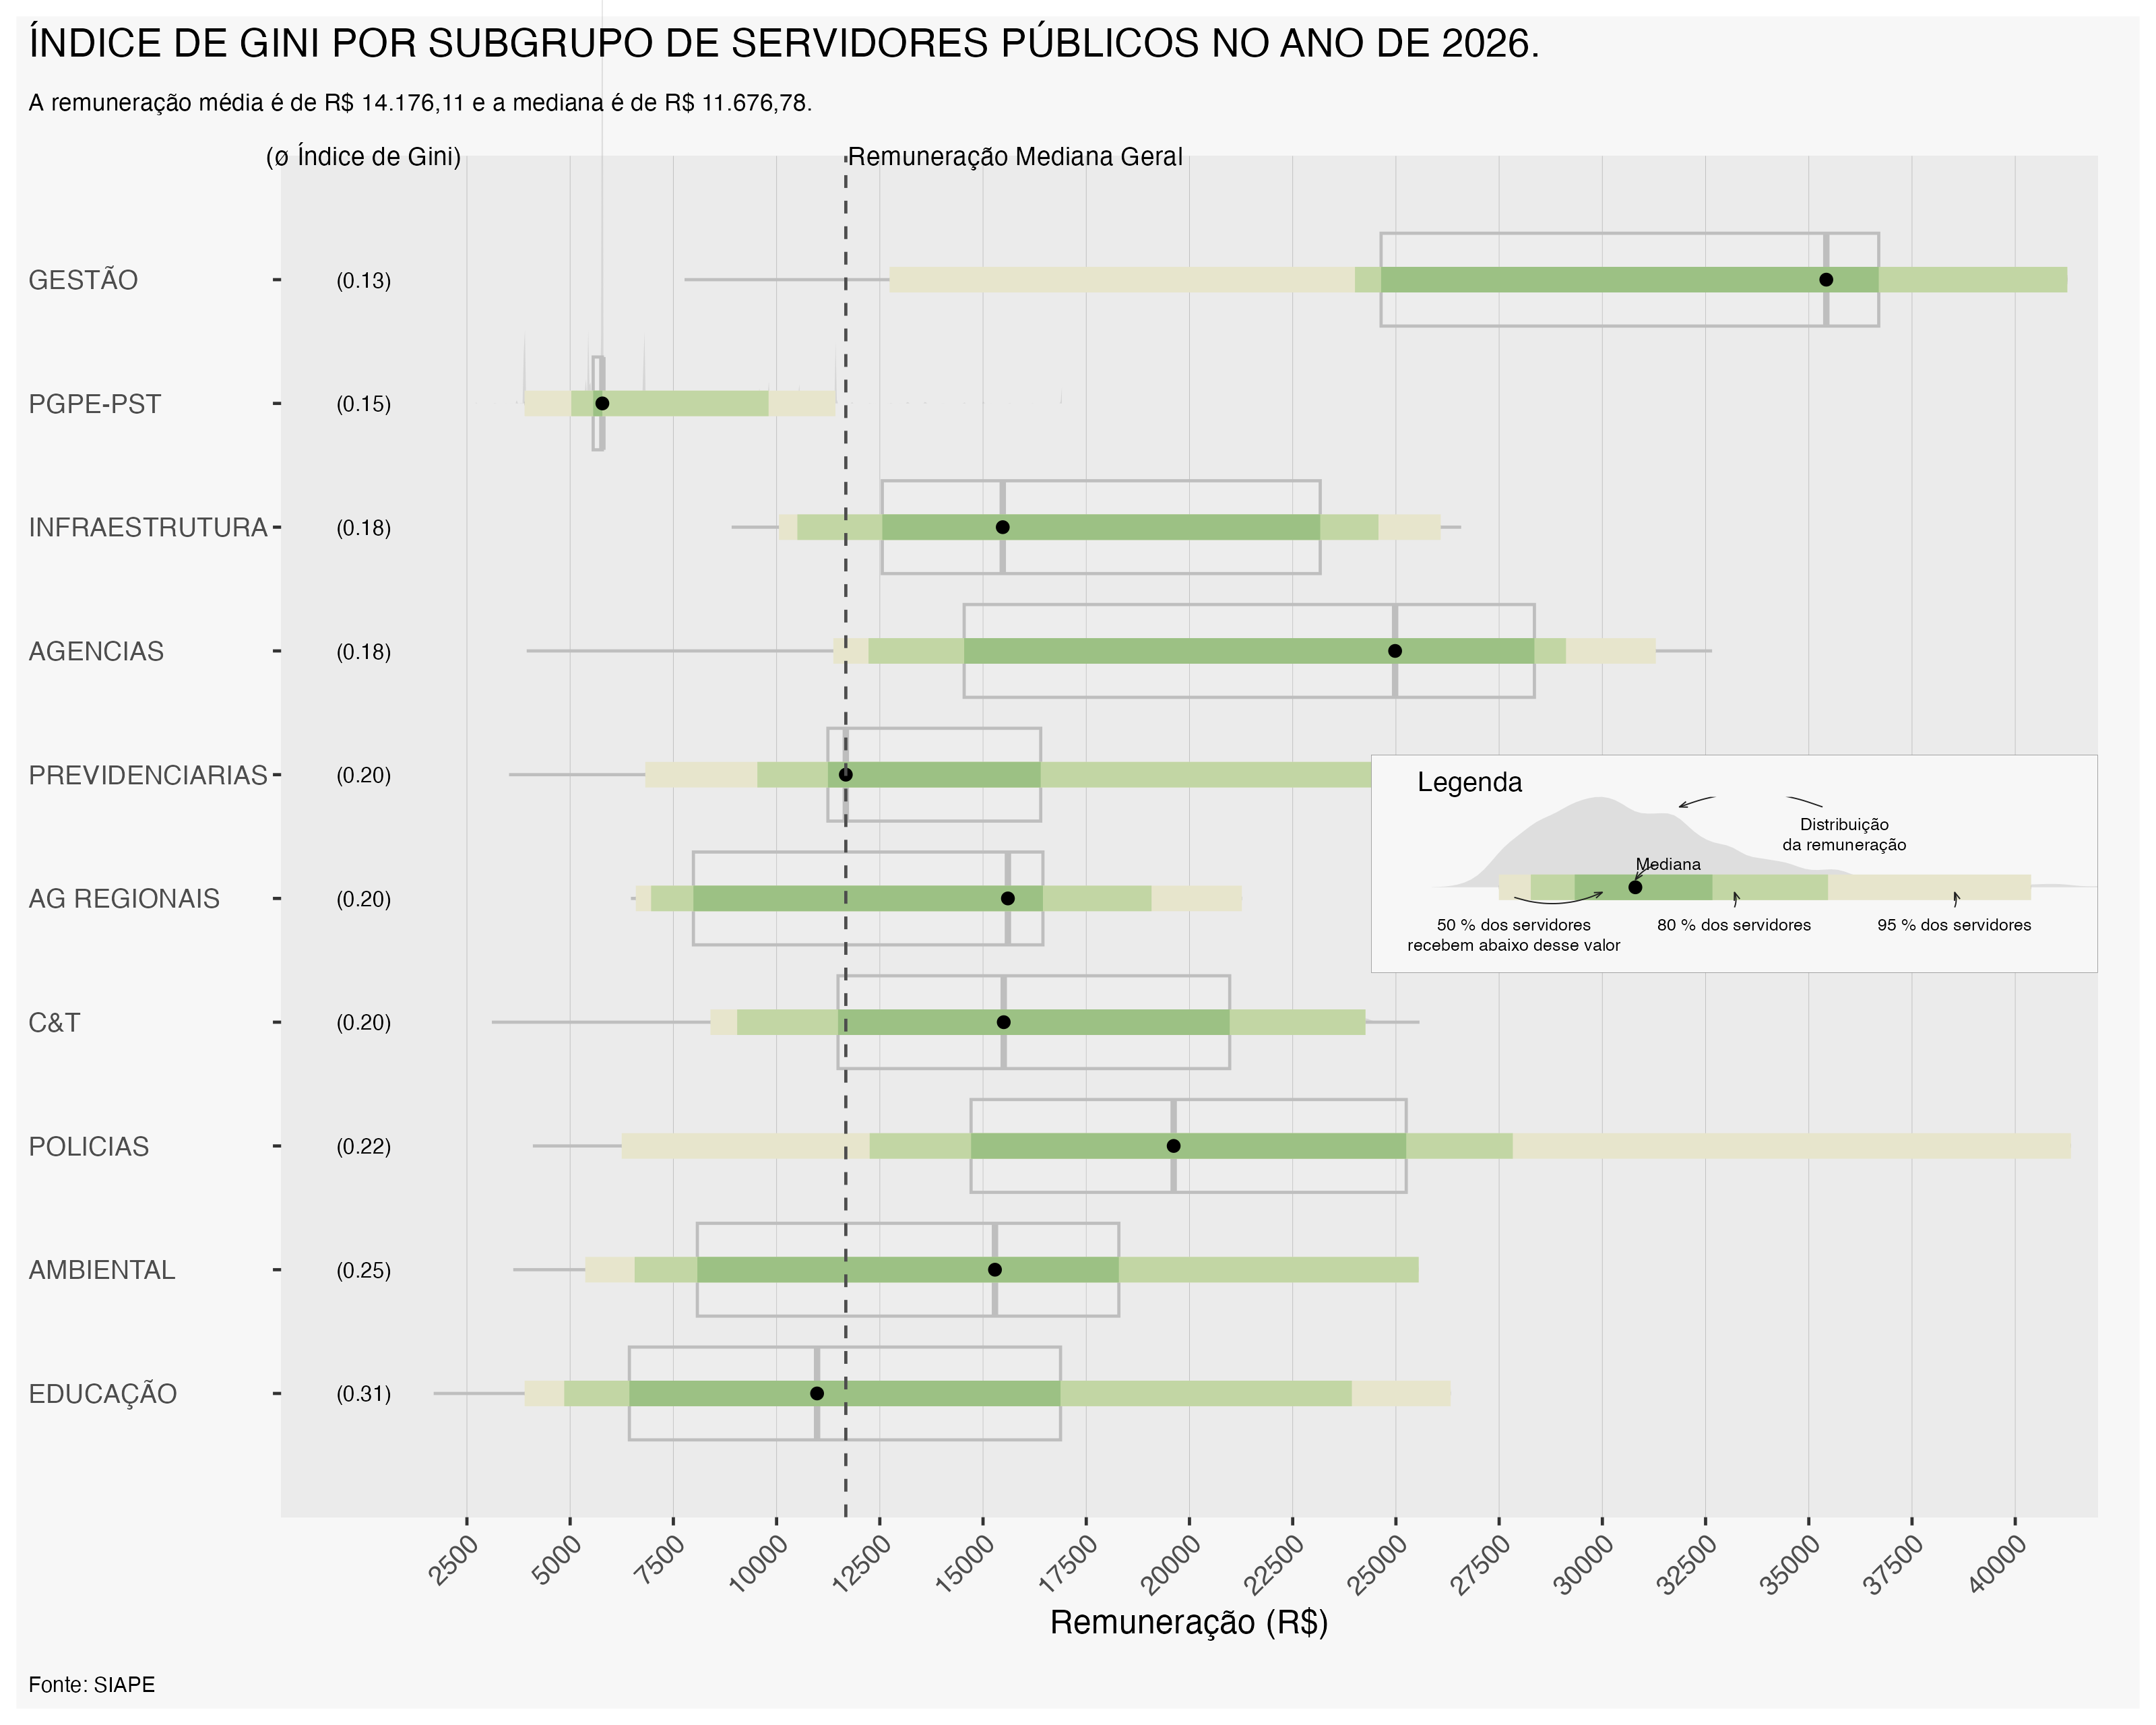 ÍNDICE DE GINI POR SUBGRUPO DE SERVIDORES PÚBLICOS NO ANO DE 2026.
A remuneração média é de R$ 14.176,11 e a mediana é de R$ 11.676,78.
(ø Índice de Gini)
Remuneração Mediana Geral
GESTÃO (0.13)
PGPE-PST (0.15)
INFRAESTRUTURA (0.18)
AGENCIAS (0.18)
PREVIDENCIARIAS (0.20)
AG REGIONAIS (0.20)
C&T (0.20)
POLICIAS (0.22)
AMBIENTAL (0.25)
EDUCAÇÃO (0.31)
Legenda
Distribuição
da remuneração
Mediana
50 % dos servidores
recebem abaixo desse valor
80 % dos servidores
95 % dos servidores
2500 5000 7500 10000 12500 15000 17500 20000 22500 25000 27500 30000 32500 35000 37500 40000
Remuneração (R$)
Fonte: SIAPE